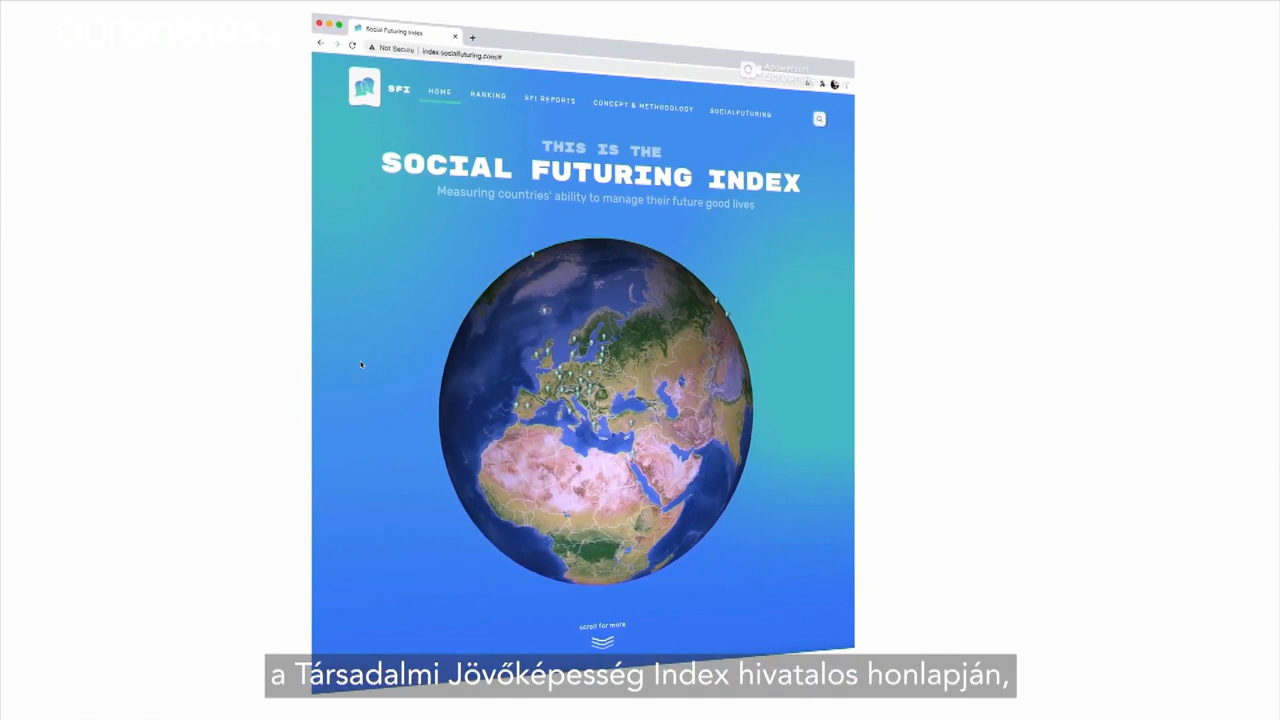 euronews.
Social Futuring Index
Not Secure | index.socialfuturing.com/#
Apowersoft
SFI
HOME
RANKING
SFI REPORTS
CONCEPT & METHODOLOGY
SOCIALFUTURING
THIS IS THE
SOCIAL FUTURING INDEX
Measuring countries' ability to manage their future good lives
scroll for more
a Társadalmi Jövőképesség Index hivatalos honlapján,